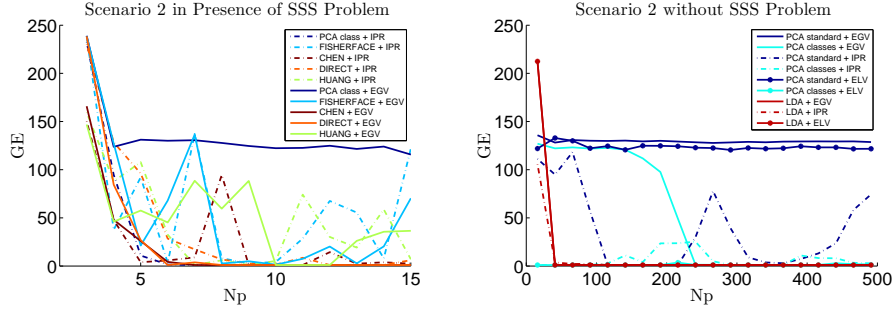 Scenario 2 in Presence of SSS Problem
250
200
150
100
50
0
GE
5
10
15
Np
PCA class + IPR
FISHERFACE + IPR
CHEN + IPR
DIRECT + IPR
HUANG + IPR
PCA class + EGV
FISHERFACE + EGV
CHEN + EGV
DIRECT + EGV
HUANG + EGV
Scenario 2 without SSS Problem
250
200
150
100
50
0
GE
0
100
200
300
400
500
Np
PCA standard + EGV
PCA classes + EGV
PCA standard + IPR
PCA classes + IPR
PCA standard + ELV
PCA classes + ELV
LDA + EGV
LDA + IPR
LDA + ELV